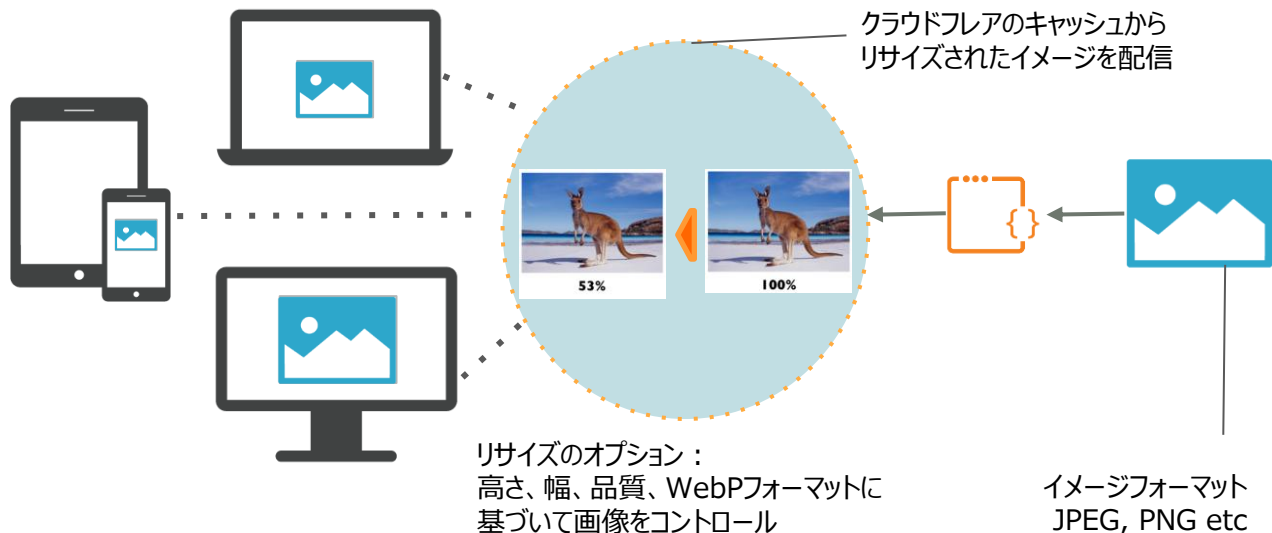 クラウドフレアのキャッシュから
リサイズされたイメージを配信
53%
100%
{ }
リサイズのオプション：
高さ、幅、品質、WebPフォーマットに
基づいて画像をコントロール
イメージフォーマット
JPEG, PNG etc